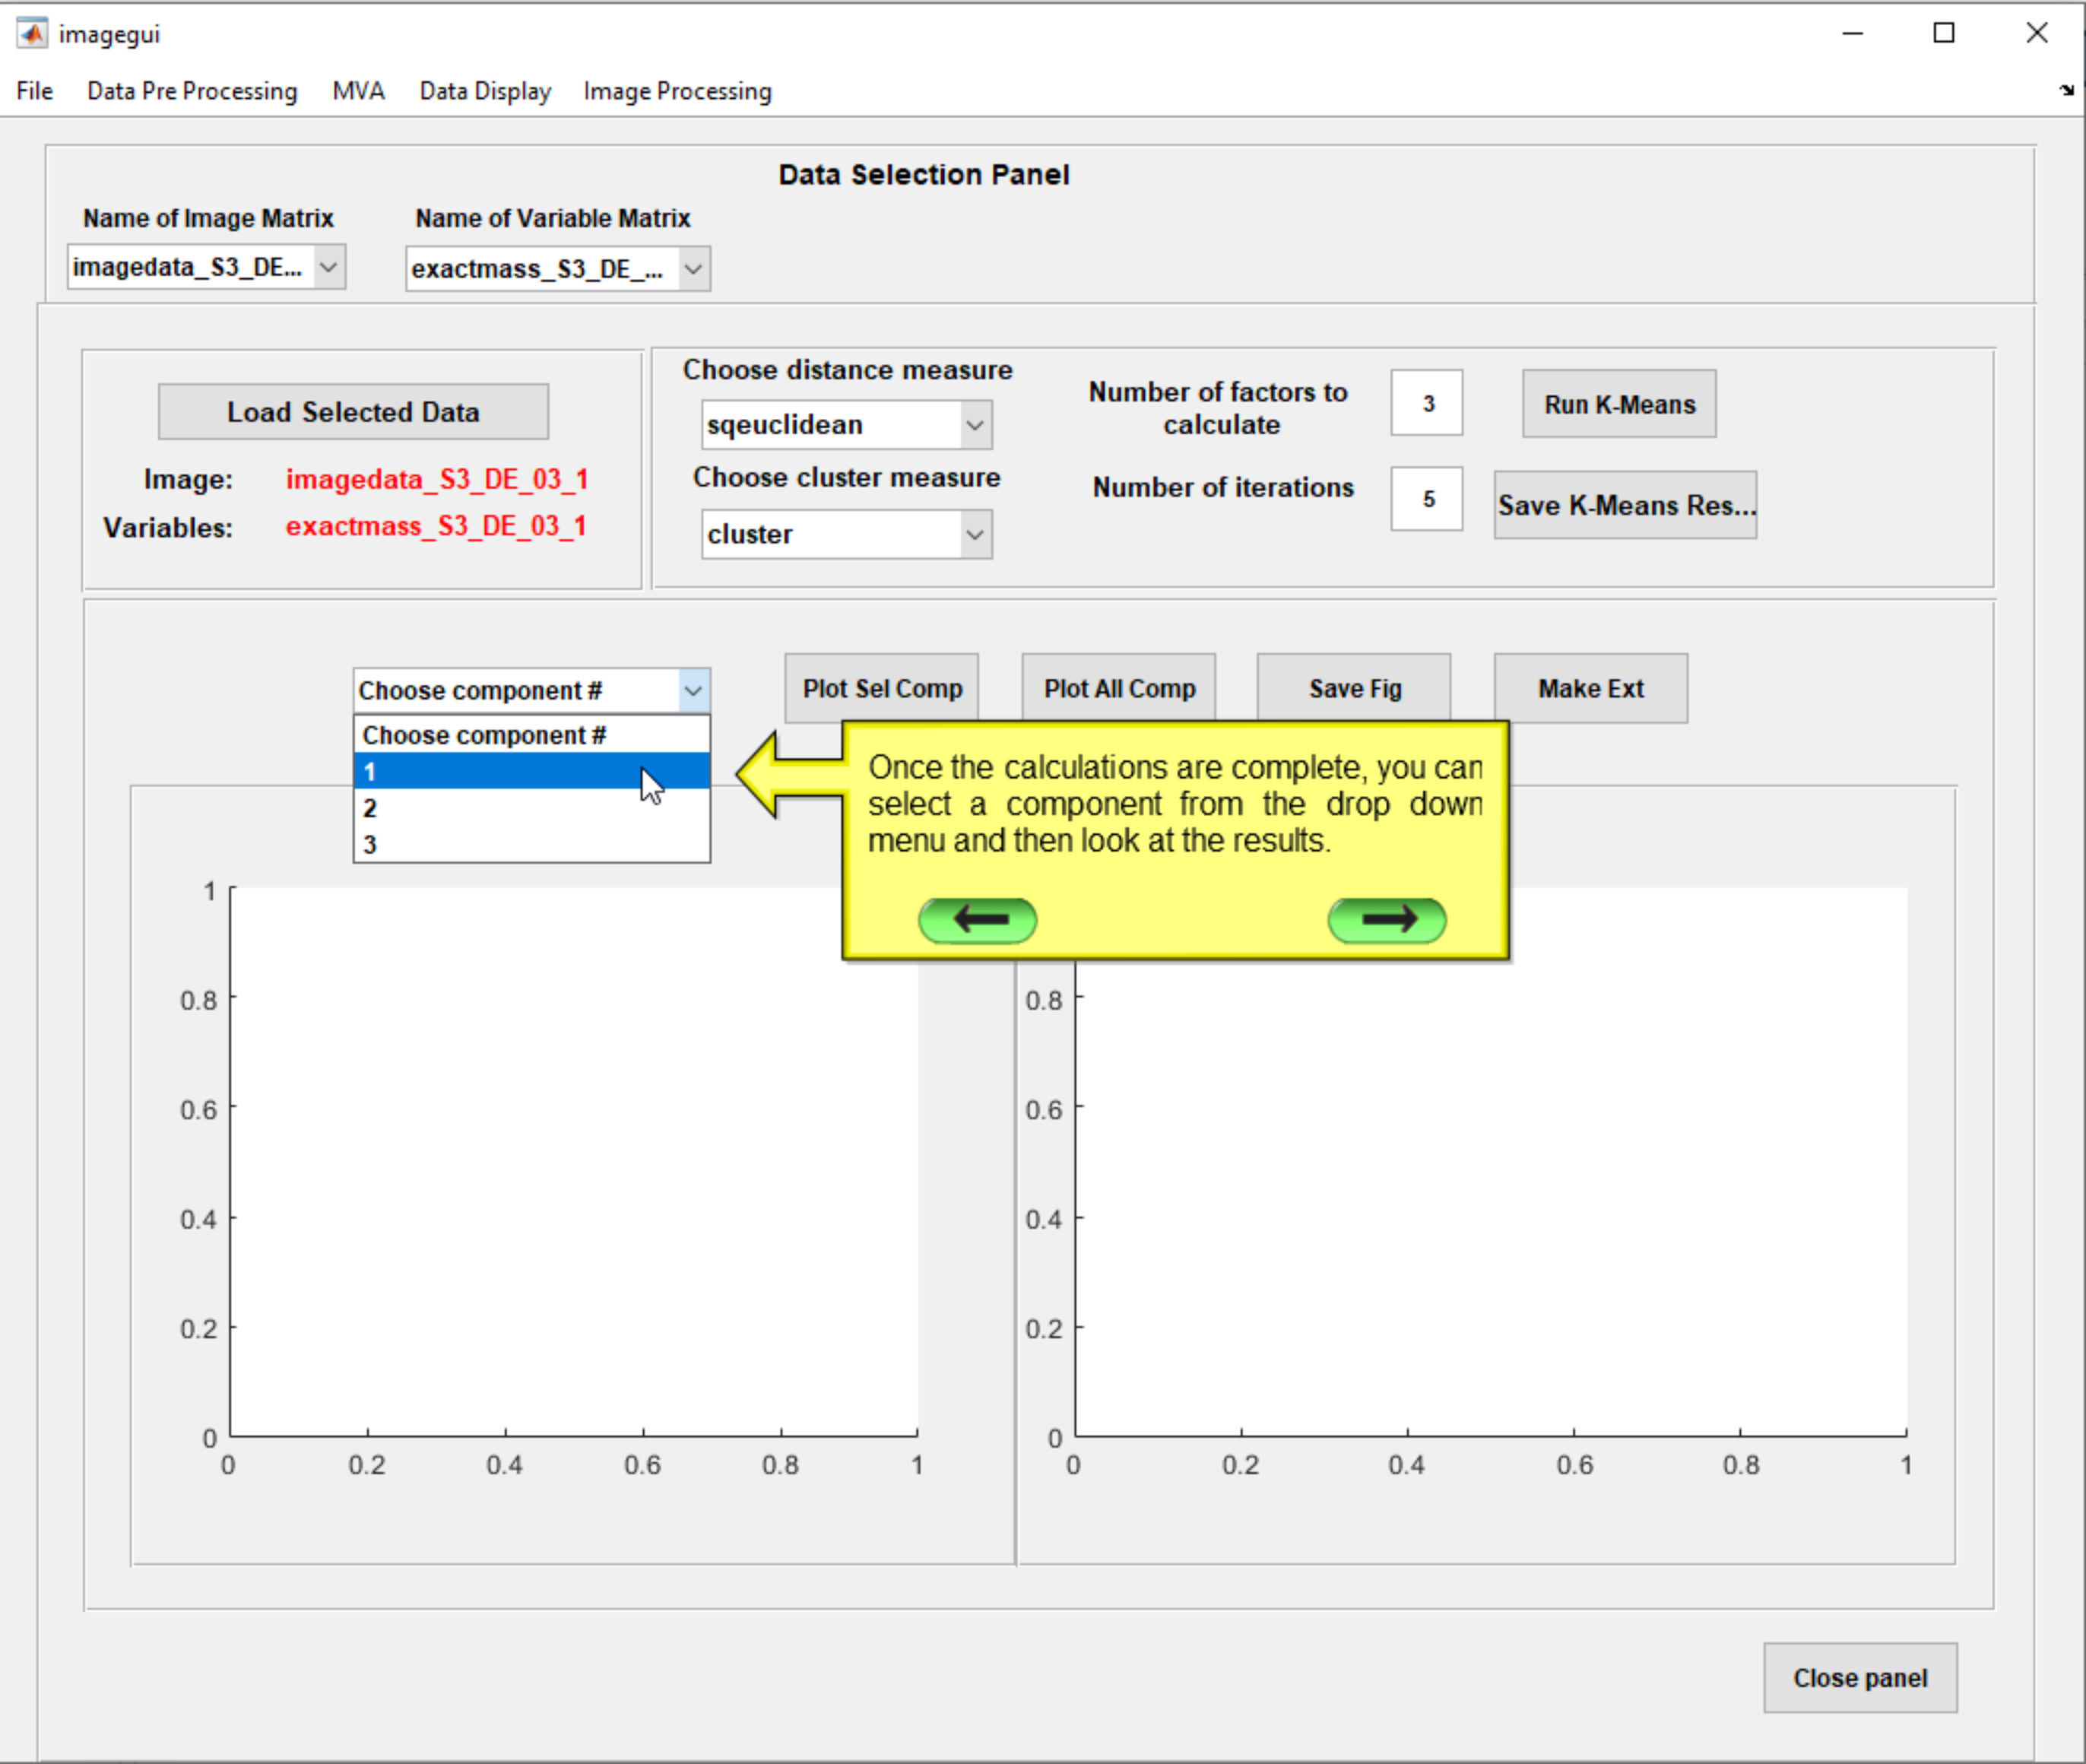 imagegui
File Data Pre Processing MVA Data Display Image Processing
Data Selection Panel
Name of Image Matrix Name of Variable Matrix
imagedata_S3_DE... exactmass_S3_DE_...
Load Selected Data
Image: imagedata_S3_DE_03_1
Variables: exactmass_S3_DE_03_1
Choose distance measure
sqeuclidean
Choose cluster measure
cluster
Number of factors to
calculate
3
Run K-Means
Number of iterations
5
Save K-Means Res...
Choose component #
Plot Sel Comp Plot All Comp Save Fig Make Ext
Choose component #
1
2
3
Once the calculations are complete, you can
select a component from the drop down
menu and then look at the results.
1
0.8
0.6
0.4
0.2
0
0 0.2 0.4 0.6 0.8 1
0.8
0.6
0.4
0.2
0
0 0.2 0.4 0.6 0.8 1
Close panel